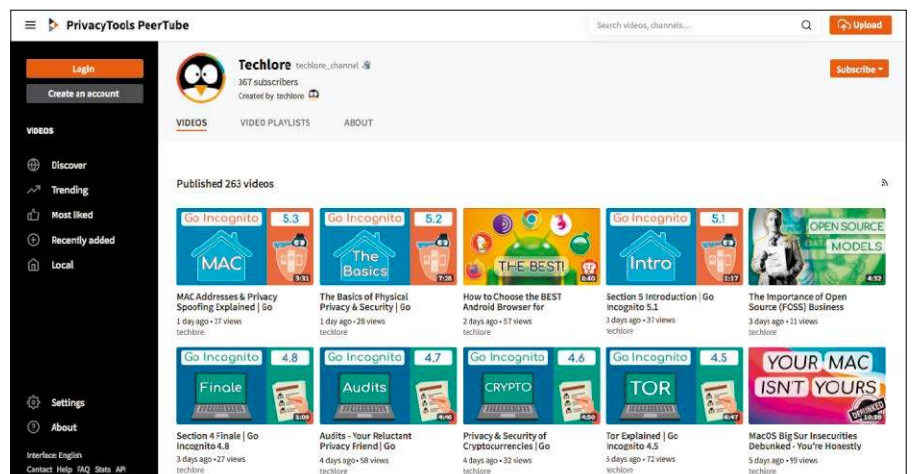 PrivacyTools PeerTube
Search videos, channels...
Upload
Login
Create an account
VIDEOS
Discover
Trending
Most liked
Recently added
Local
Settings
About
Interface: English
Contact Help FAQ Stats API
Techlore techlore_channel
367 subscribers
Created by techlore
Subscribe
VIDEOS VIDEO PLAYLISTS ABOUT
Published 263 videos
Go Incognito 5.3
MAC
3:31
MAC Addresses & Privacy
Spoofing Explained | Go
1 day ago • 37 views
techlore
Go Incognito 5.2
The
Basics
7:28
The Basics of Physical
Privacy & Security | Go
1 day ago • 28 views
techlore
THE BEST!
8:40
How to Choose the BEST
Android Browser for
2 days ago • 57 views
techlore
Go Incognito 5.1
Intro
1:17
Section 5 Introduction | Go
Incognito 5.1
3 days ago • 37 views
techlore
OPEN SOURCE
MODELS
4:32
The Importance of Open
Source (FOSS) Business
3 days ago • 11 views
techlore
Go Incognito 4.8
Finale
Section 4 Finale | Go
Incognito 4.8
3 days ago • 27 views
techlore
Go Incognito 4.7
Audits
Audits - Your Reluctant
Privacy Friend | Go
4 days ago • 58 views
techlore
Go Incognito 4.6
CRYPTO
Privacy & Security of
Cryptocurrencies | Go
4 days ago • 32 views
techlore
Go Incognito 4.5
TOR
6:47
Tor Explained | Go
Incognito 4.5
5 days ago • 72 views
techlore
YOUR MAC
ISN'T YOURS
DEBUNKED
10:38
MacOS Big Sur Insecurities
Debunked - You're Honestly
5 days ago • 99 views
techlore